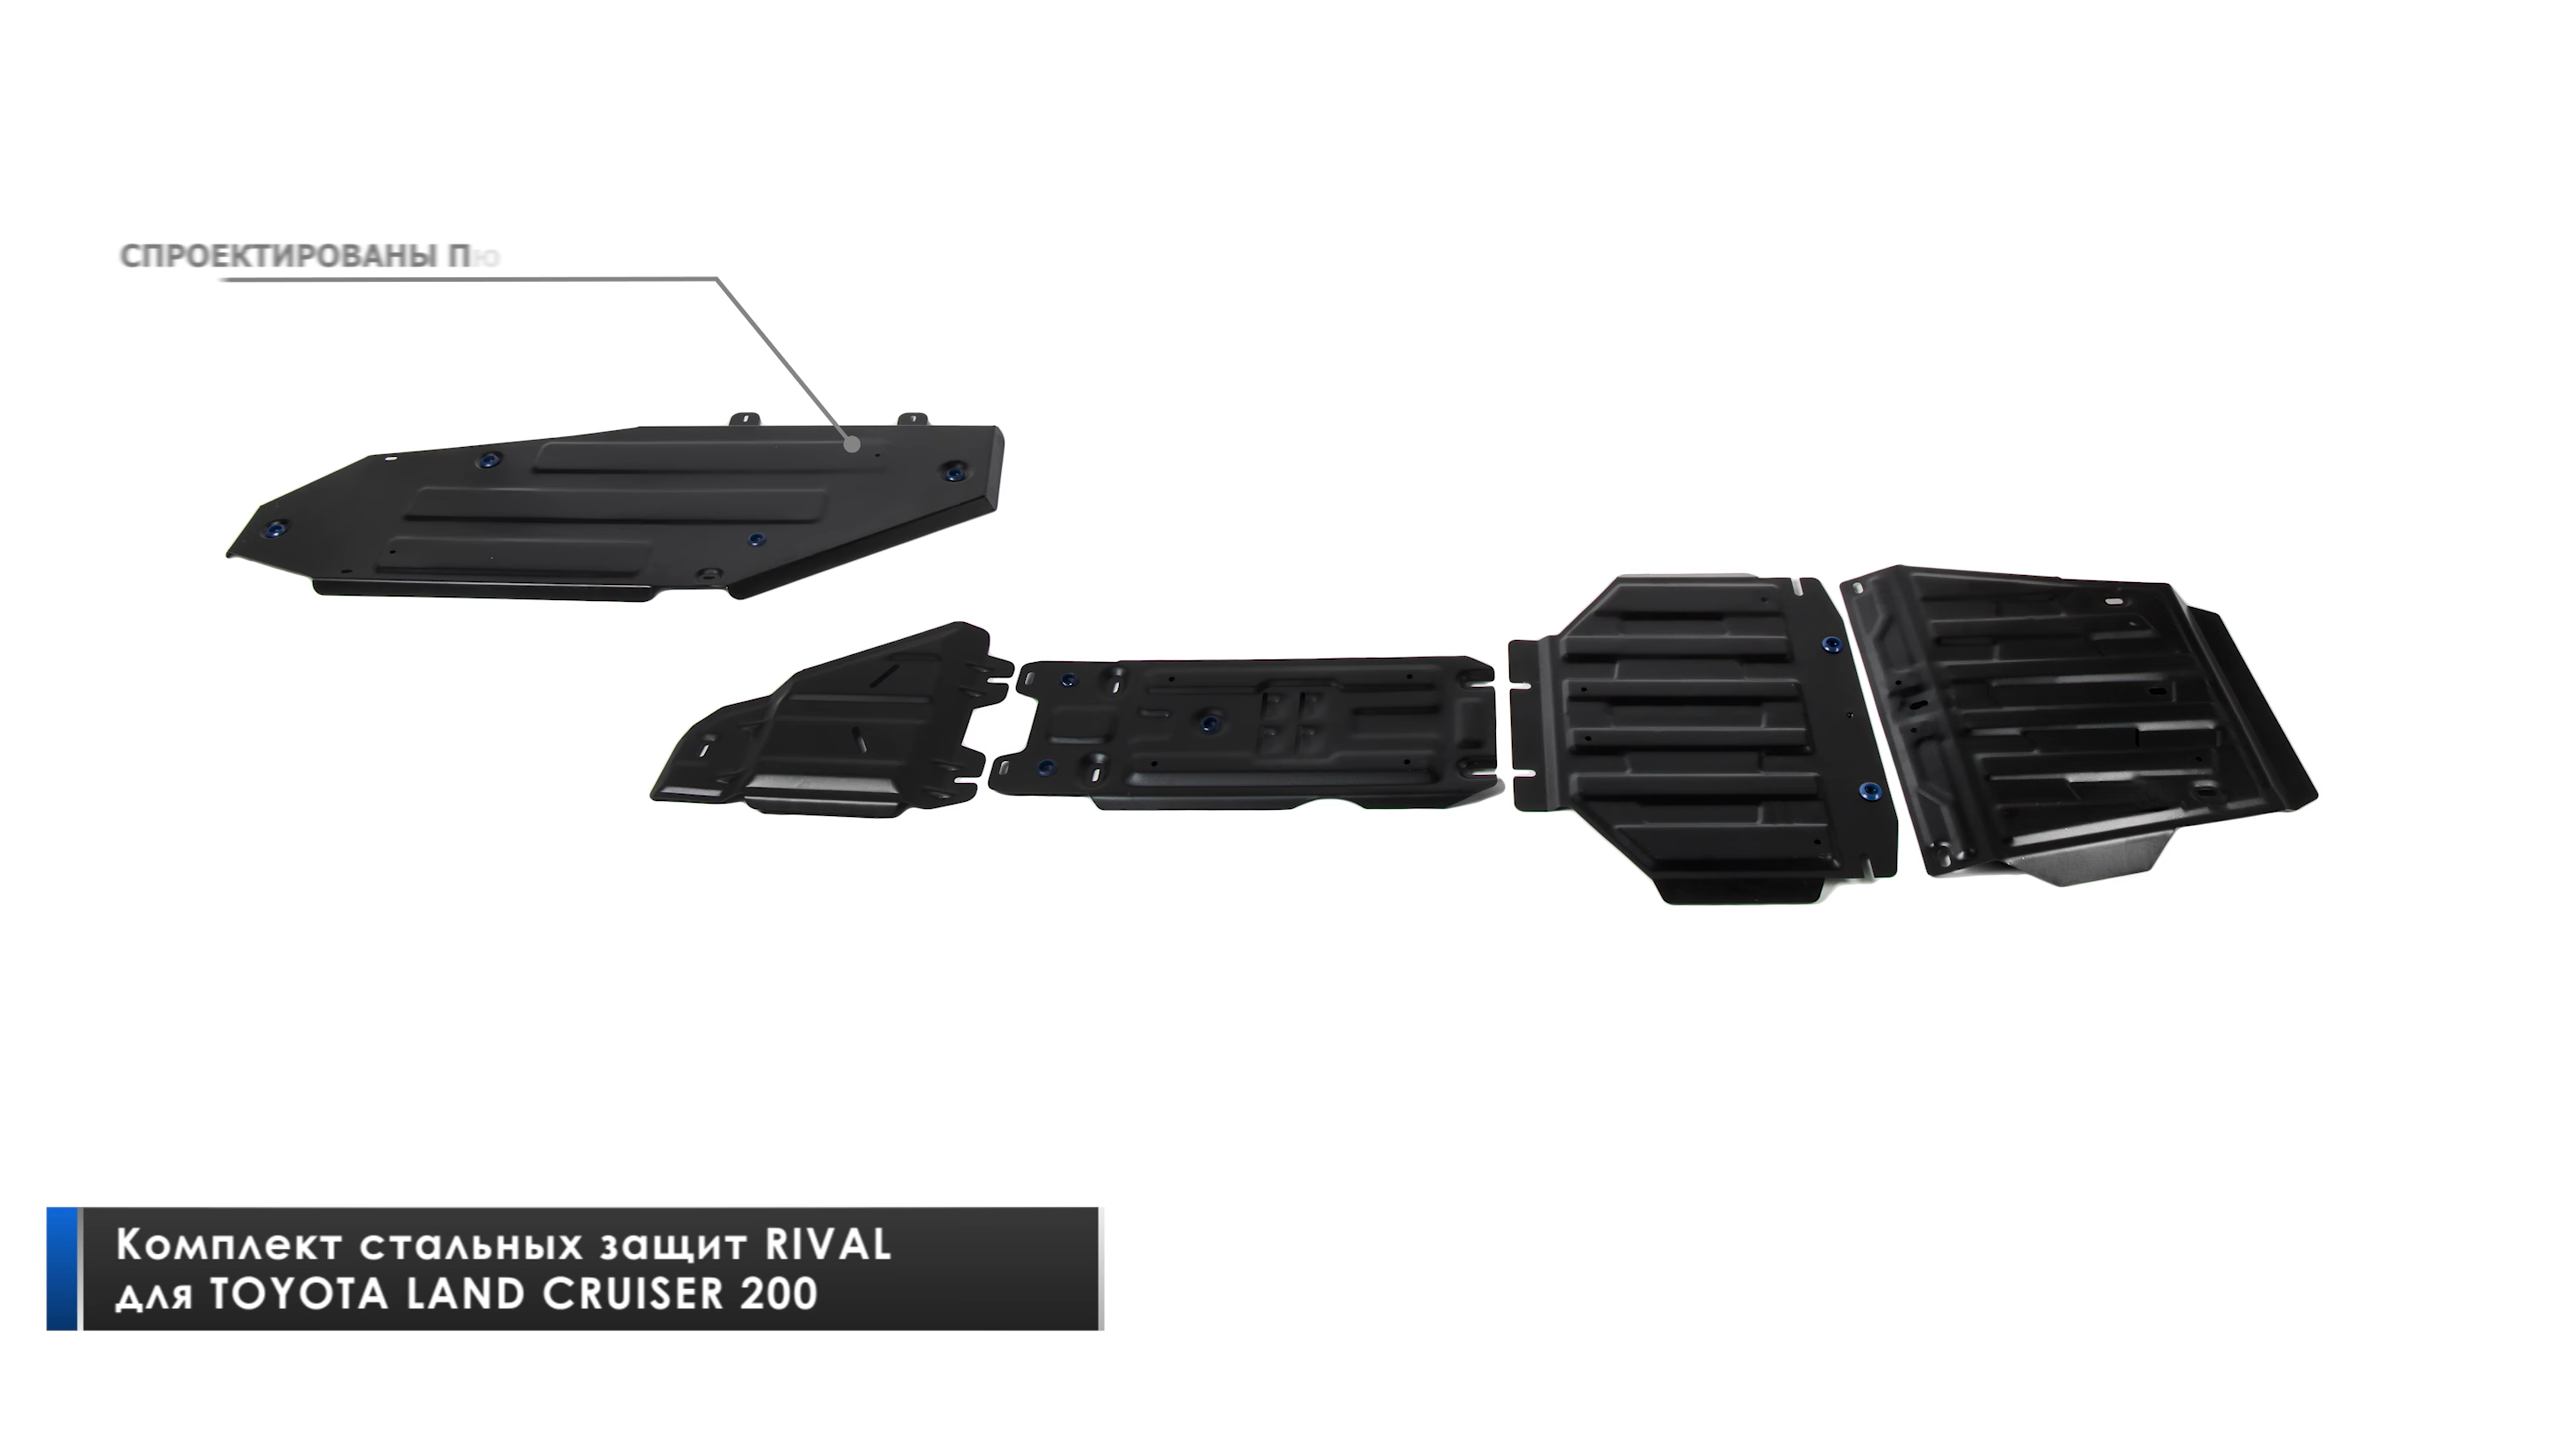 СПРОЕКТИРОВАНЫ П
Комплект стальных защит RIVAL
для TOYOTA LAND CRUISER 200